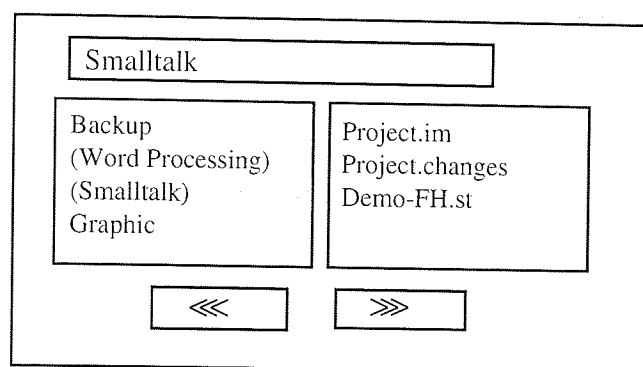 Smalltalk
Backup
(Word Processing)
(Smalltalk)
Graphic
Project.im
Project.changes
Demo-FH.st
⋘
⋙